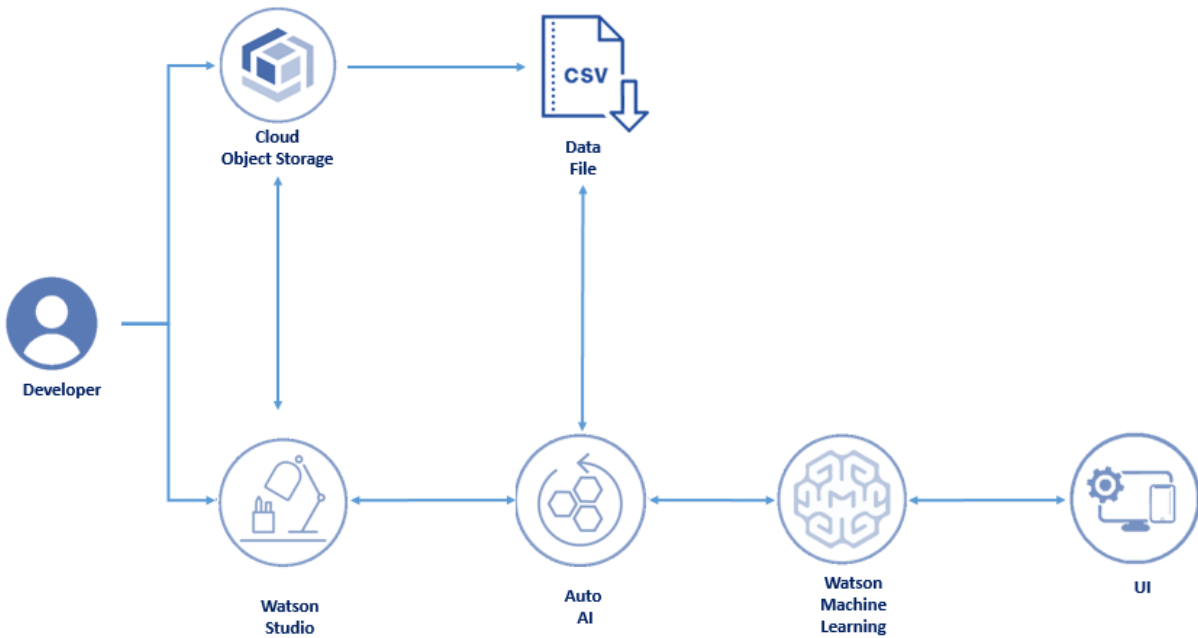 CSV
Cloud
Object Storage
Data
File
Developer
Watson
Studio
Auto
AI
Watson
Machine
Learning
UI